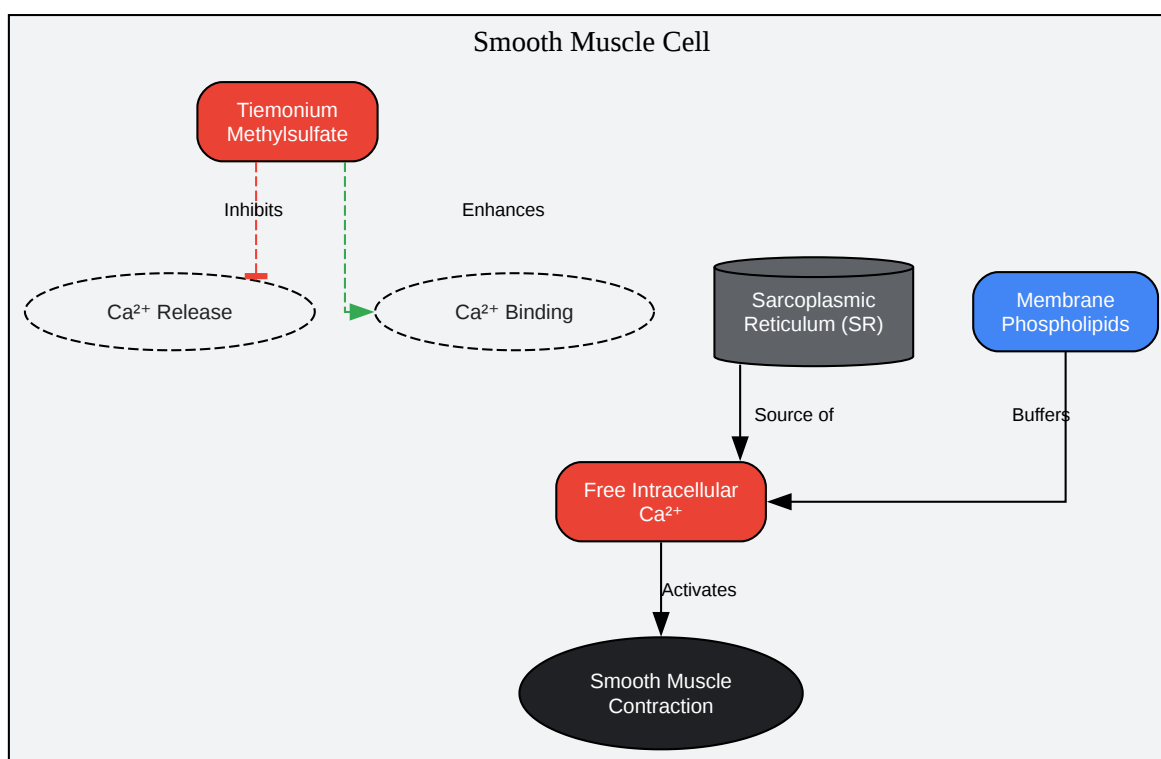 Smooth Muscle Cell
Tiemonium
Methylsulfate
Inhibits
Enhances
Ca²⁺ Release
Ca²⁺ Binding
Sarcoplasmic
Reticulum (SR)
Membrane
Phospholipids
Source of
Buffers
Free Intracellular
Ca²⁺
Activates
Smooth Muscle
Contraction